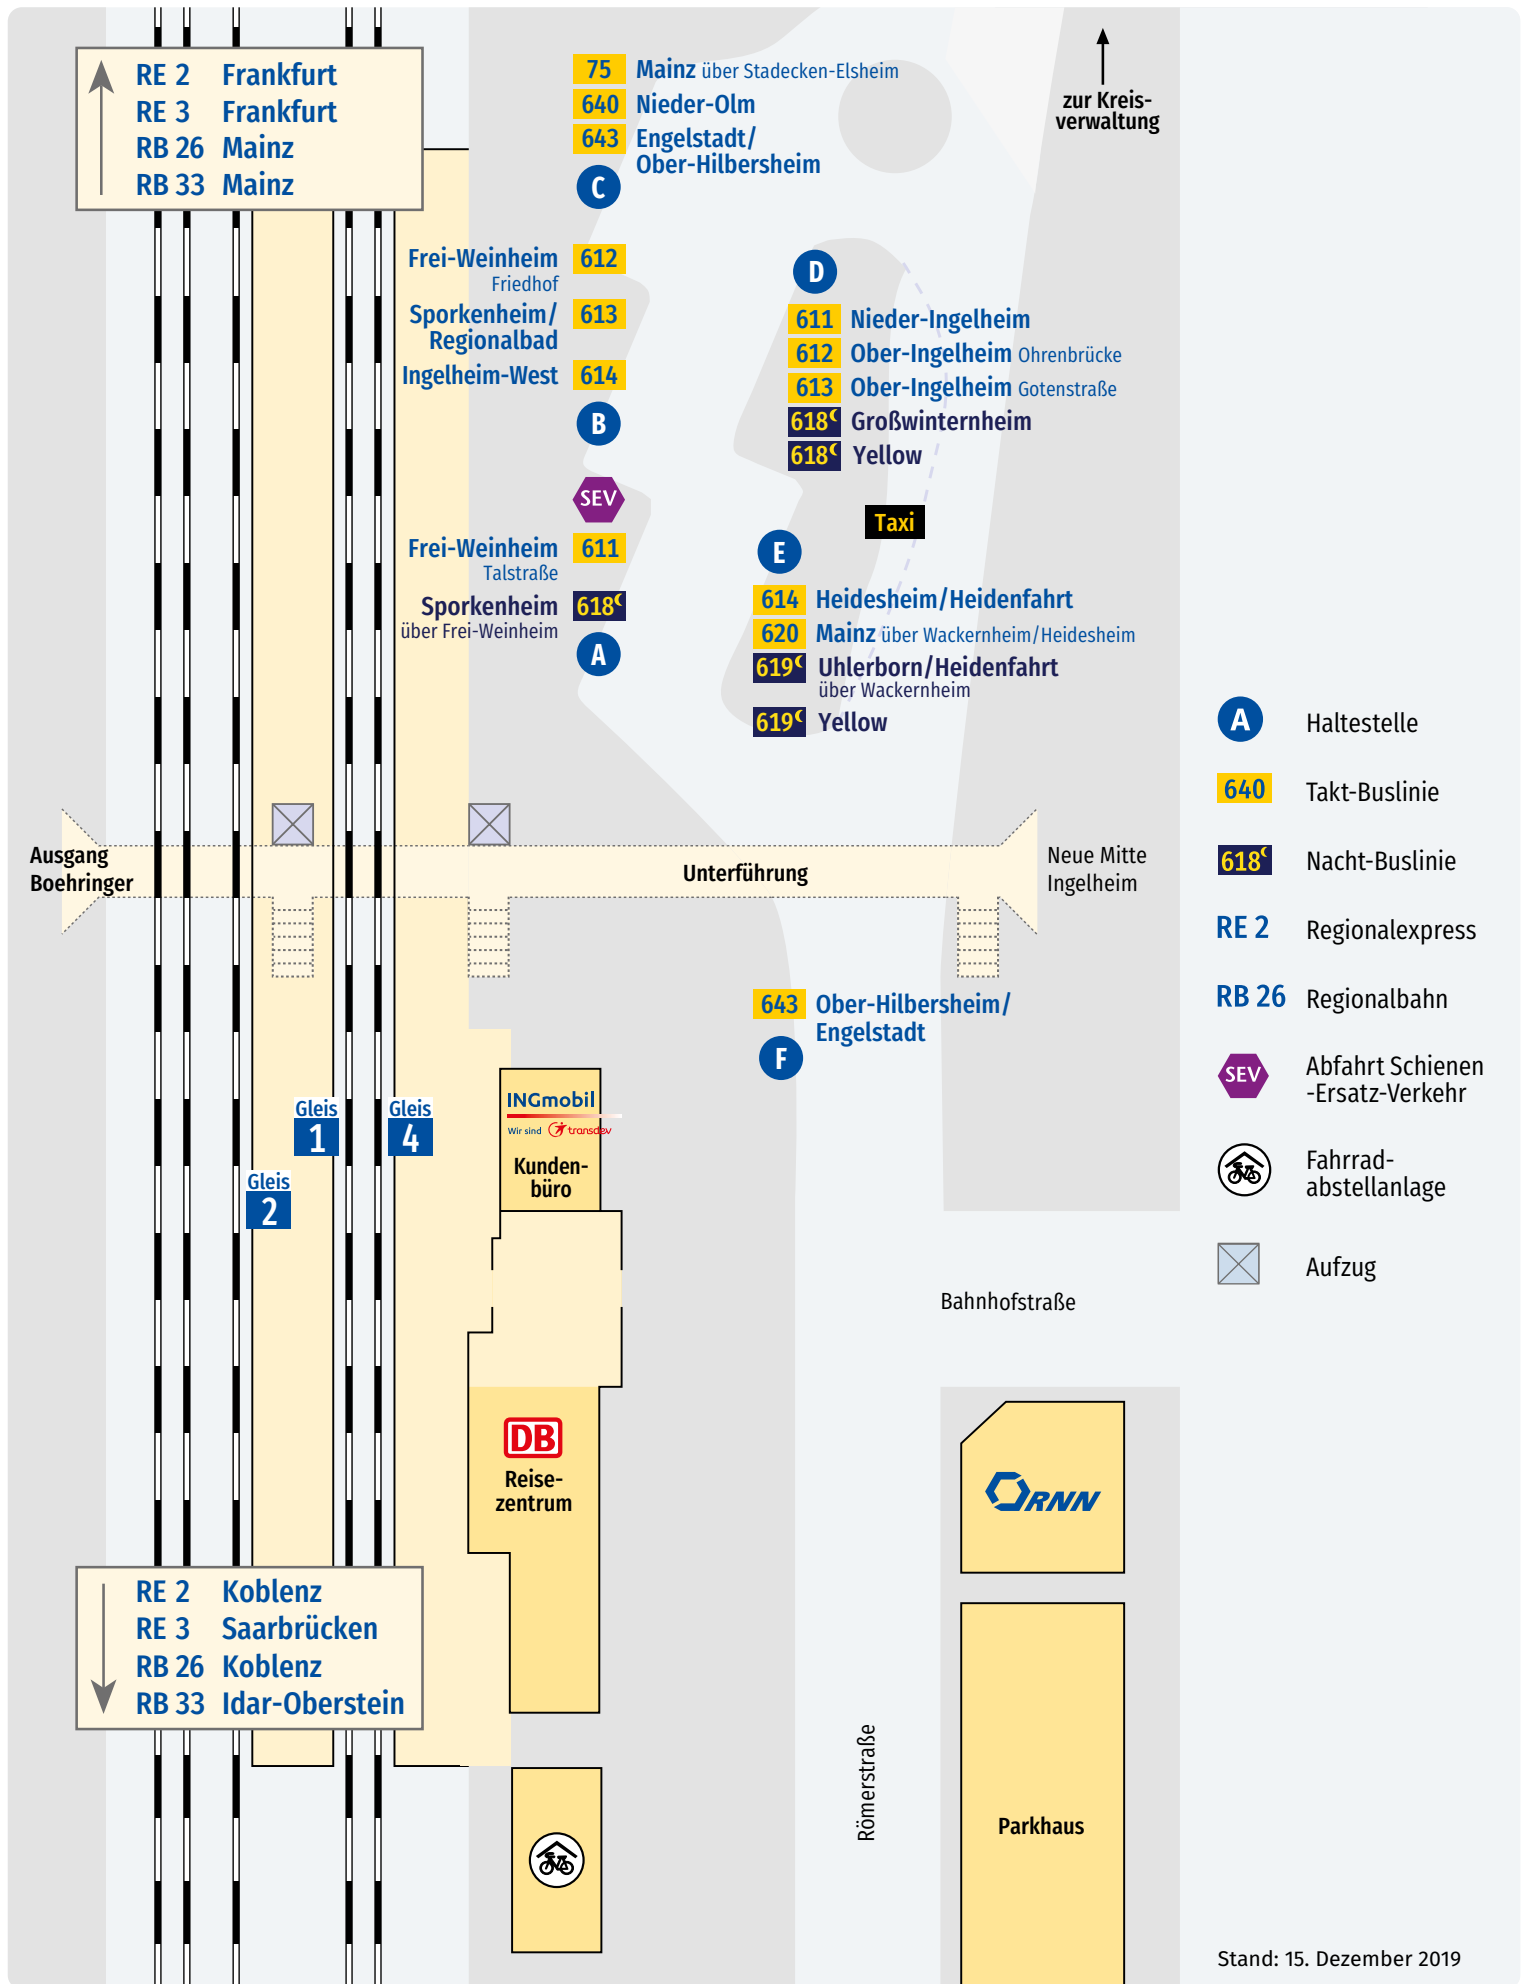 RE 2 Frankfurt
RE 3 Frankfurt
RB 26 Mainz
RB 33 Mainz
75 Mainz über Stadecken-Elsheim
640 Nieder-Olm
643 Engelstadt/
Ober-Hilbersheim
C
zur Kreis-
verwaltung
Frei-Weinheim 612
Friedhof
Sporkenheim/ 613
Regionalbad
Ingelheim-West 614
B
SEV
Frei-Weinheim 611
Talstraße
Sporkenheim 618
über Frei-Weinheim
A
D
611 Nieder-Ingelheim
612 Ober-Ingelheim Ohrenbrücke
613 Ober-Ingelheim Gotenstraße
618 Großwinternheim
618 Yellow
Taxi
E
614 Heidesheim/Heidenfahrt
620 Mainz über Wackernheim/Heidesheim
619 Uhlerborn/Heidenfahrt
über Wackernheim
619 Yellow
Ausgang
Boehringer
Unterführung
Neue Mitte
Ingelheim
643 Ober-Hilbersheim/
Engelstadt
F
Gleis
1
Gleis
4
Gleis
2
INGmobil
Wir sind transdev
Kunden-
büro
Bahnhofstraße
DB
Reise-
zentrum
RNN
RE 2 Koblenz
RE 3 Saarbrücken
RB 26 Koblenz
RB 33 Idar-Oberstein
Römerstraße
Parkhaus
A Haltestelle
640 Takt-Buslinie
618 Nacht-Buslinie
RE 2 Regionalexpress
RB 26 Regionalbahn
SEV Abfahrt Schienen
-Ersatz-Verkehr
Fahrrad-
abstellanlage
Aufzug
Stand: 15. Dezember 2019